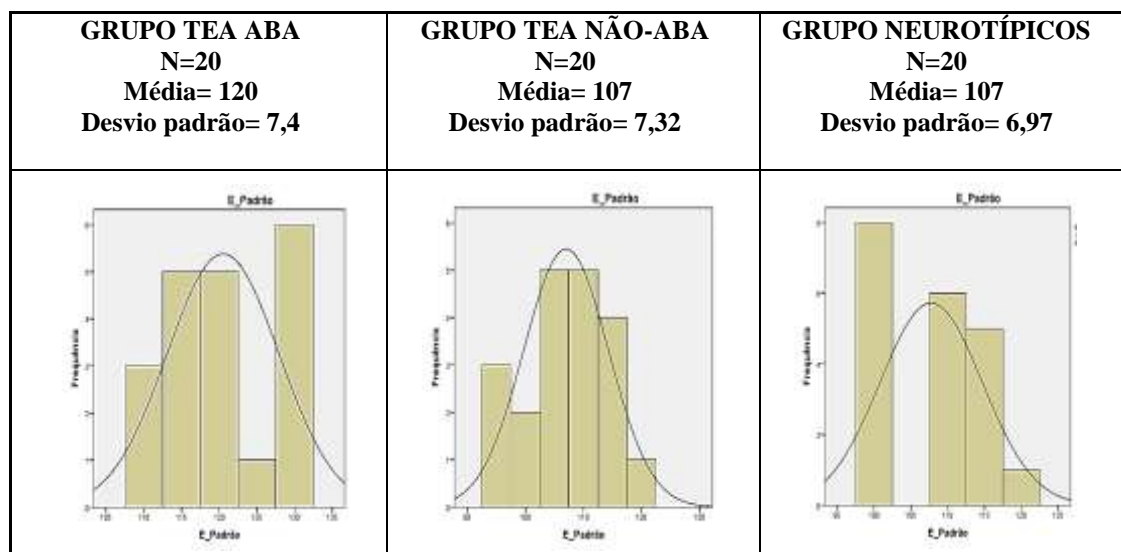 GRUPO TEA ABA
N=20
Média= 120
Desvio padrão= 7,4
GRUPO TEA NÃO-ABA
N=20
Média= 107
Desvio padrão= 7,32
GRUPO NEUROTÍPICOS
N=20
Média= 107
Desvio padrão= 6,97
E_Padrão
Frequência
E_Padrão
E_Padrão
Frequência
E_Padrão
E_Padrão
Frequência
E_Padrão